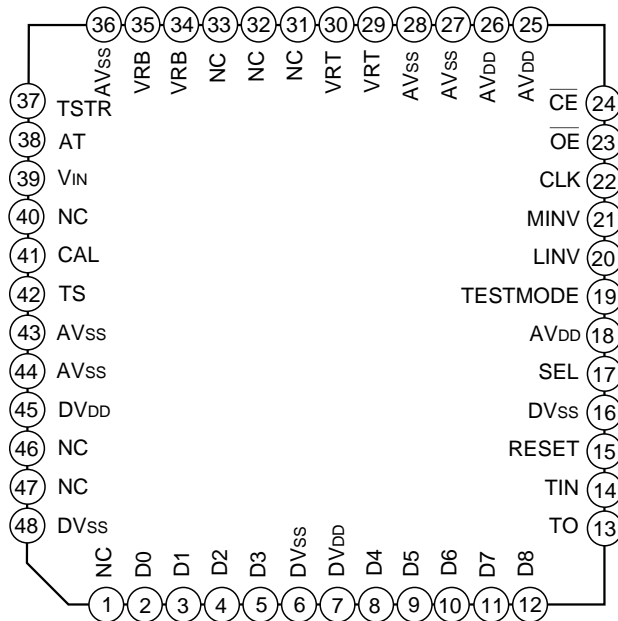 36 35 34 33 32 31 30 29 28 27 26 25
AVSS VRB VRB NC NC NC VRT VRT AVSS AVSS AVDD AVDD
37 TSTR
38 AT
39 VIN
40 NC
41 CAL
42 TS
43 AVSS
44 AVSS
45 DVDD
46 NC
47 NC
48 DVSS
CE 24
OE 23
CLK 22
MINV 21
LINV 20
TESTMODE 19
AVDD 18
SEL 17
DVSS 16
RESET 15
TIN 14
TO 13
NC D0 D1 D2 D3 DVSS DVDD D4 D5 D6 D7 D8
1 2 3 4 5 6 7 8 9 10 11 12